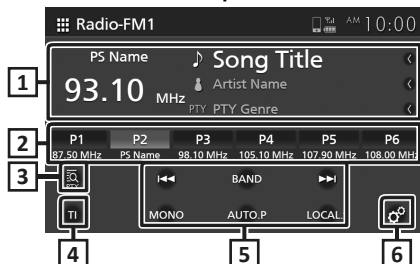 Radio-FM1 AM 10:00
PS Name Song Title
93.10 MHz Artist Name
PTY PTY Genre
1
2
P1 P2 P3 P4 P5 P6
87.50 MHz PS Name 98.10 MHz 105.10 MHz 107.90 MHz 108.00 MHz
3
PTY BAND
TI MONO AUTO.P LOCAL
4 5 6